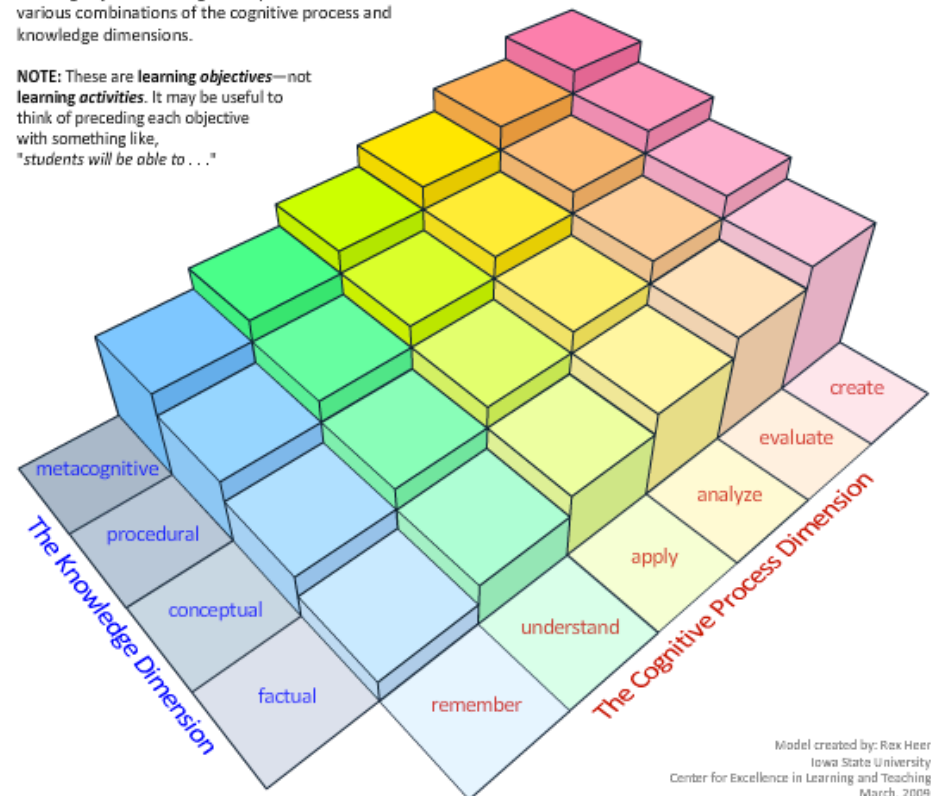 various combinations of the cognitive process and
knowledge dimensions.
NOTE: These are learning objectives—not
learning activities. It may be useful to
think of preceding each objective
with something like,
"students will be able to . . ."
create
evaluate
analyze
apply
understand
remember
The Cognitive Process Dimension
metacognitive
procedural
conceptual
factual
The Knowledge Dimension
Model created by: Rex Heer
Iowa State University
Center for Excellence in Learning and Teaching
March, 2009